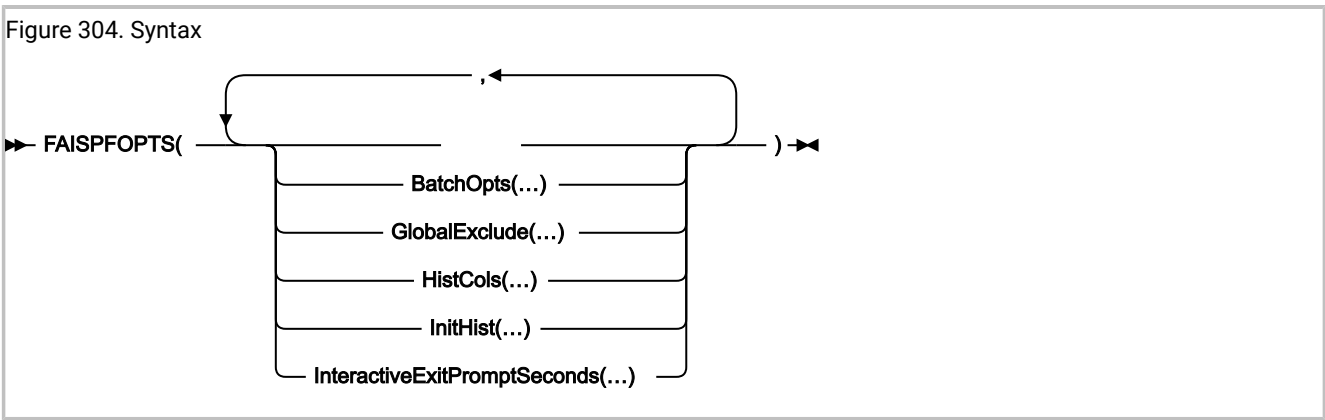 Figure 304. Syntax
,
FAISPFOPTS( )
BatchOpts(…)
GlobalExclude(…)
HistCols(…)
InitHist(…)
InteractiveExitPromptSeconds(…)